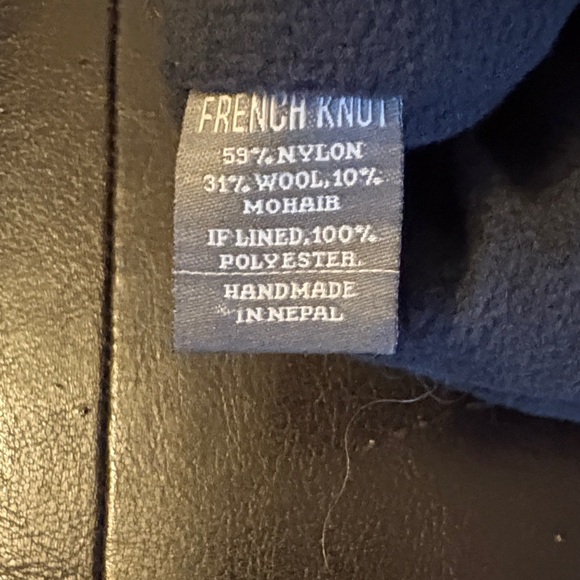 FRENCH KNOT
59% NYLON
31% WOOL, 10%
MOHAIR
IF LINED, 100%
POLYESTER.
HANDMADE
IN NEPAL